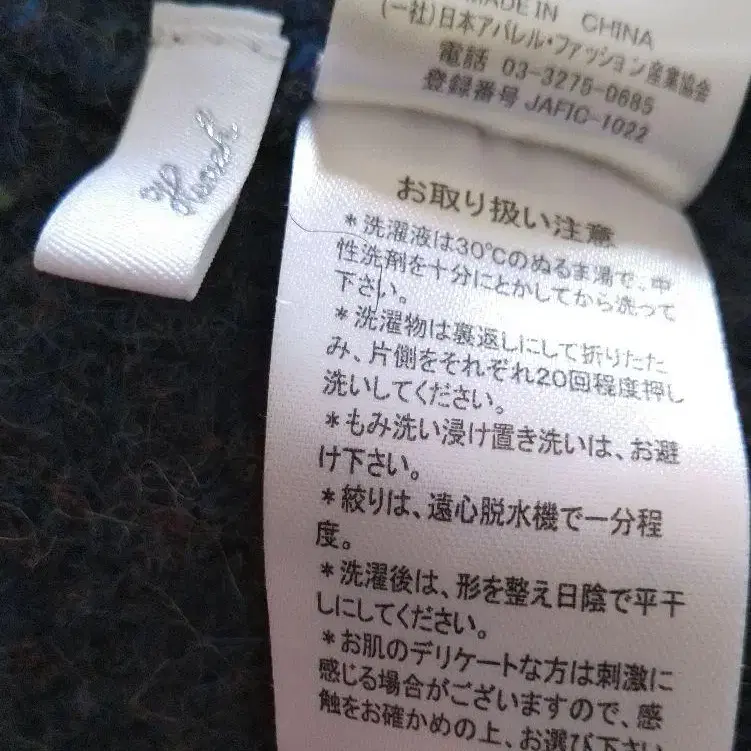 MADE IN CHINA
(一社)日本アパレル・ファッション産業協会
電話 03-3275-0685
登録番号 JAFIC-1022
お取り扱い注意
*洗濯液は30℃のぬるま湯で、中
性洗剤を十分にとかしてから洗って
下さい。
*洗濯物は裏返しにして折りたた
み、片側をそれぞれ20回程度押し
洗いしてください。
*もみ洗い浸け置き洗いは、お避
け下さい。
*絞りは、遠心脱水機で一分程
度。
*洗濯後は、形を整え日陰で平干
しにしてください。
*お肌のデリケートな方は刺激に
感じる場合がございますので、感
触をお確かめの上、お選び下さい